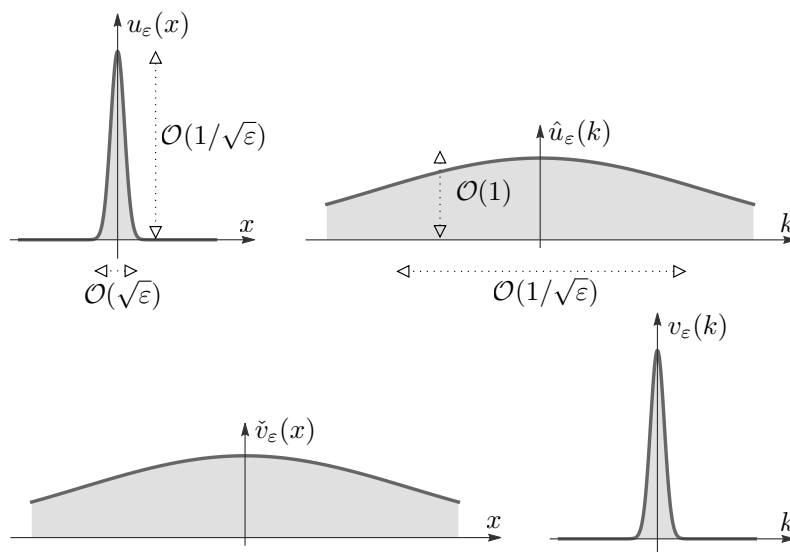 u_ε(x)
O(1/√ε)
x
O(√ε)
û_ε(k)
O(1)
k
O(1/√ε)
v̌_ε(x)
x
v_ε(k)
k